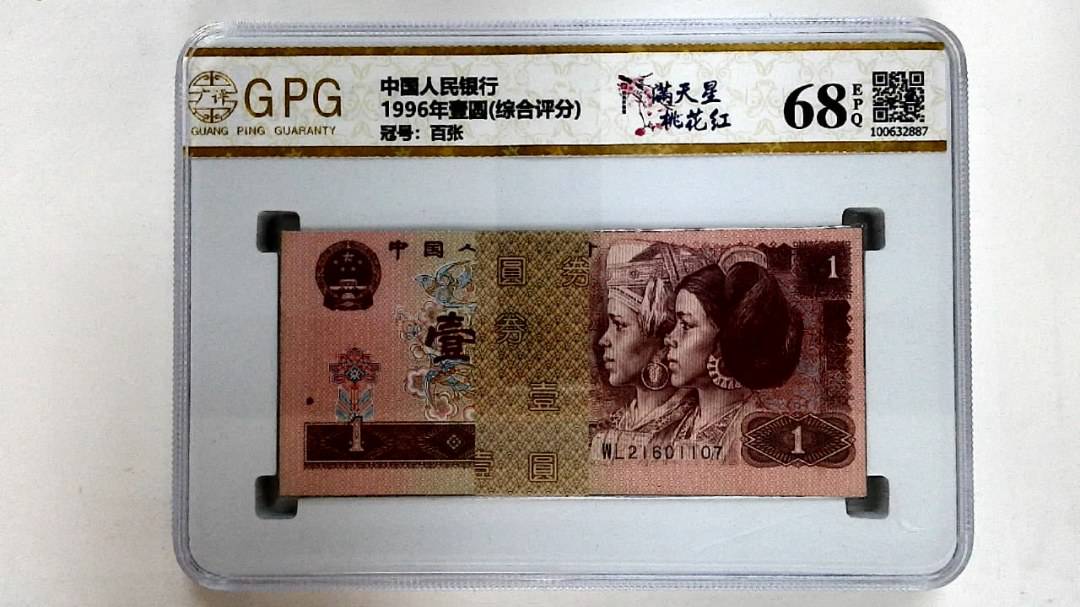 广评
GPG
GUANG PING GUARANTY
中国人民银行
1996年壹圆(综合评分)
冠号：百张
满天星
桃花红
68
EPQ
100632887
中国人
圆 券
1
壹
券
壹
1
WL21601107
1
壹 圆